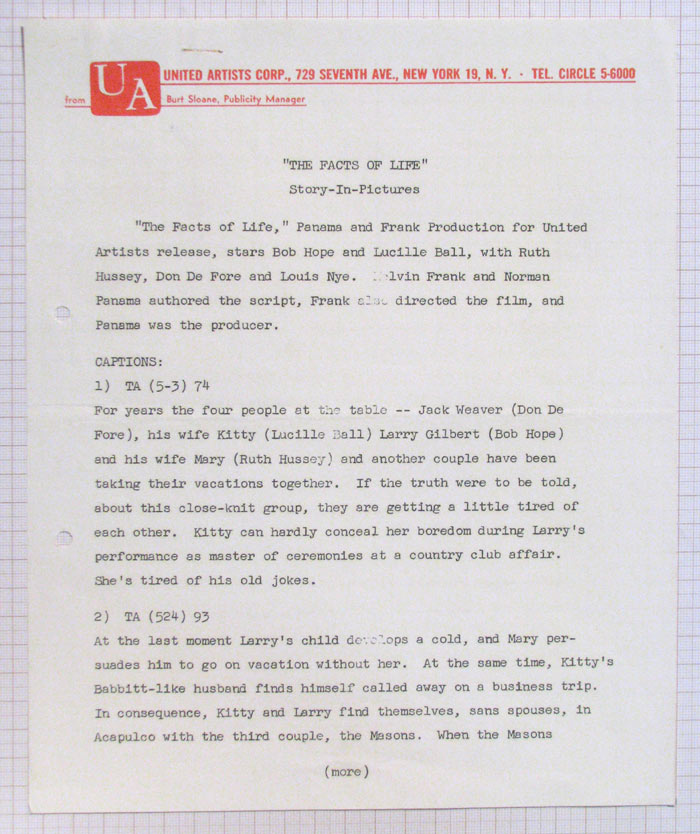 UNITED ARTISTS CORP., 729 SEVENTH AVE., NEW YORK 19, N. Y. · TEL. CIRCLE 5-6000
from UA Burt Sloane, Publicity Manager
"THE FACTS OF LIFE"
Story-In-Pictures
"The Facts of Life," Panama and Frank Production for United
Artists release, stars Bob Hope and Lucille Ball, with Ruth
Hussey, Don De Fore and Louis Nye. Melvin Frank and Norman
Panama authored the script, Frank also directed the film, and
Panama was the producer.
CAPTIONS:
1) TA (5-3) 74
For years the four people at the table -- Jack Weaver (Don De
Fore), his wife Kitty (Lucille Ball) Larry Gilbert (Bob Hope)
and his wife Mary (Ruth Hussey) and another couple have been
taking their vacations together. If the truth were to be told,
about this close-knit group, they are getting a little tired of
each other. Kitty can hardly conceal her boredom during Larry's
performance as master of ceremonies at a country club affair.
She's tired of his old jokes.
2) TA (524) 93
At the last moment Larry's child develops a cold, and Mary per-
suades him to go on vacation without her. At the same time, Kitty's
Babbitt-like husband finds himself called away on a business trip.
In consequence, Kitty and Larry find themselves, sans spouses, in
Acapulco with the third couple, the Masons. When the Masons
(more)